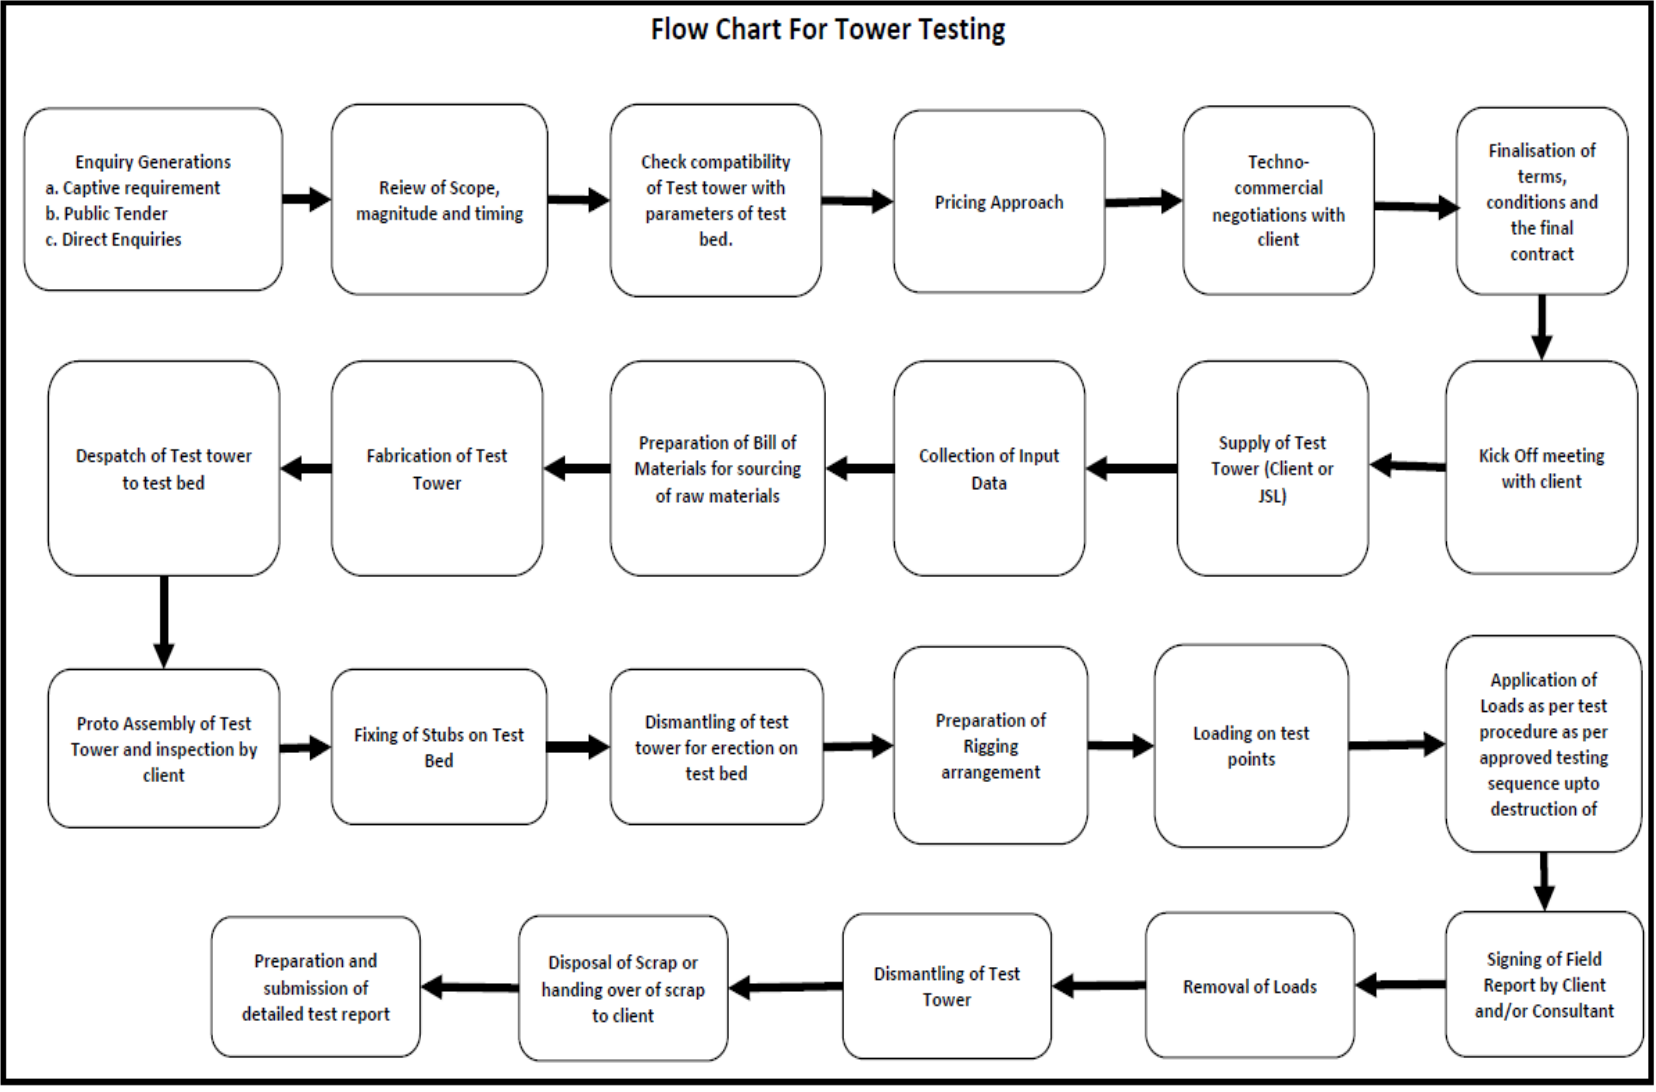 Flow Chart For Tower Testing
Enquiry Generations
a. Captive requirement
b. Public Tender
c. Direct Enquiries
Reiew of Scope,
magnitude and timing
Check compatibility
of Test tower with
parameters of test
bed.
Pricing Approach
Techno-
commercial
negotiations with
client
Finalisation of
terms,
conditions and
the final
contract
Kick Off meeting
with client
Supply of Test
Tower (Client or
JSL)
Collection of Input
Data
Preparation of Bill of
Materials for sourcing
of raw materials
Fabrication of Test
Tower
Despatch of Test tower
to test bed
Proto Assembly of Test
Tower and inspection by
client
Fixing of Stubs on Test
Bed
Dismantling of test
tower for erection on
test bed
Preparation of
Rigging
arrangement
Loading on test
points
Application of
Loads as per test
procedure as per
approved testing
sequence upto
destruction of
Signing of Field
Report by Client
and/or Consultant
Removal of Loads
Dismantling of Test
Tower
Disposal of Scrap or
handing over of scrap
to client
Preparation and
submission of
detailed test report